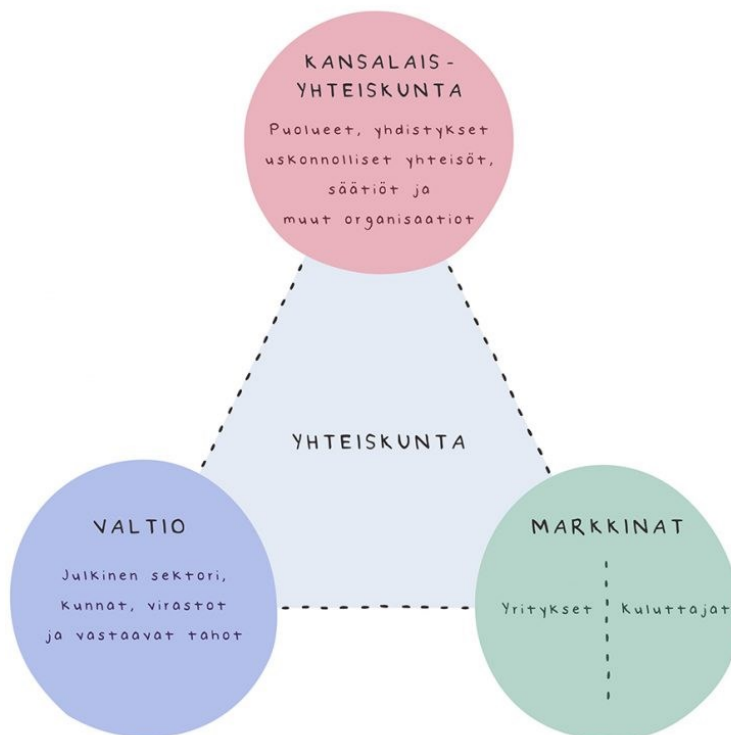 KANSALAIS-
YHTEISKUNTA
Puolueet, yhdistykset
uskonnolliset yhteisöt,
säätiöt ja
muut organisaatiot
YHTEISKUNTA
VALTIO
Julkinen sektori,
kunnat, virastot
ja vastaavat tahot
MARKKINAT
Yritykset
Kuluttajat